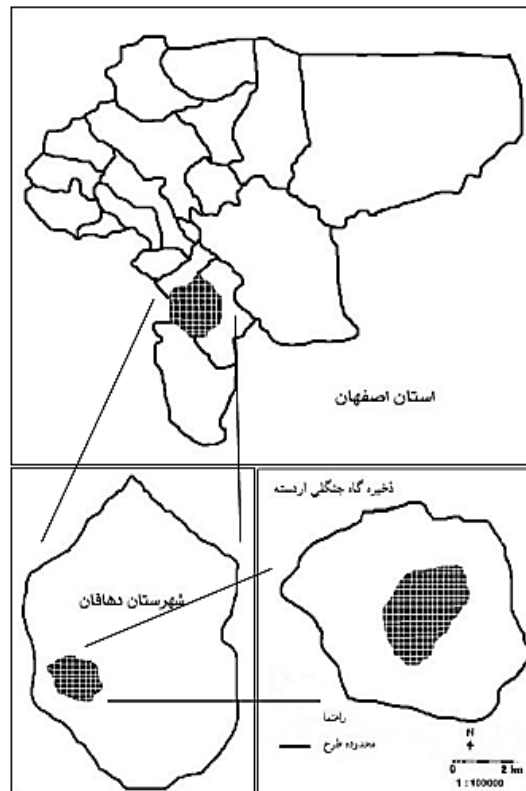 استان اصفهان
ذخیره گاه جنگلی اردسته
شهرستان دهاقان
راهنما
محدوده طرح
N
0 2 km
1:100000